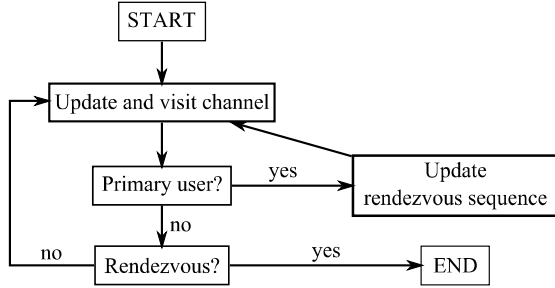 START
Update and visit channel
Primary user?
yes
Update
rendezvous sequence
no
no
Rendezvous?
yes
END